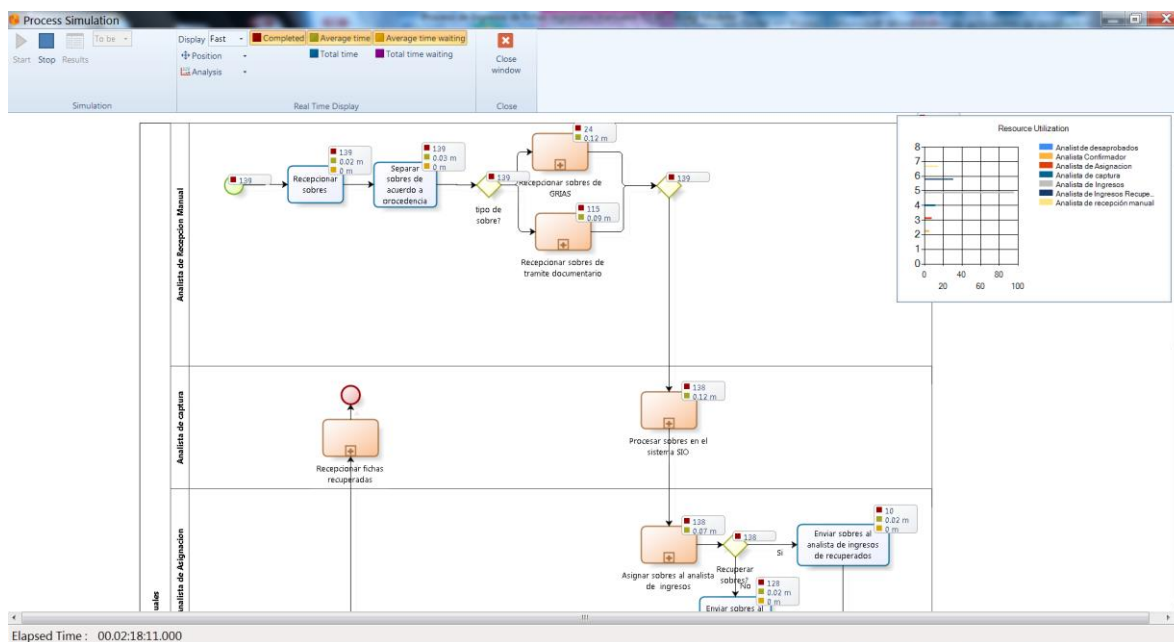 Process Simulation
To be
Display Fast
Completed
Average time
Average time waiting
Position
Total time
Total time waiting
Close window
Start Stop Results
Analysis
Simulation
Real Time Display
Close
Analista de Recepcion Manual
139
139
0.02 m
0 m
Recepcionar
sobres
139
0.03 m
0 m
Separar
sobres de
acuerdo a
procedencia
139
tipo de
sobre?
24
0.12 m
Recepcionar sobres de
GRIAS
115
0.09 m
Recepcionar sobres de
tramite documentario
139
Resource Utilization
8
7
6
5
4
3
2
1
0
0 40 80
20 60 100
Analist de desaprobados
Analista Confirmador
Analista de Asignacion
Analista de captura
Analista de Ingresos
Analista de Ingresos Recupe..
Analista de recepción manual
Analista de captura
Recepcionar fichas
recuperadas
138
0.12 m
Procesar sobres en el
sistema SIO
uales
Analista de Asignacion
138
0.07 m
Asignar sobres al analista
de ingresos
138
Recuperar
sobres?
Si
No
10
0.02 m
0 m
Enviar sobres al
analista de ingresos
de recuperados
128
0.02 m
0 m
Enviar sobres al
Elapsed Time : 00.02:18:11.000